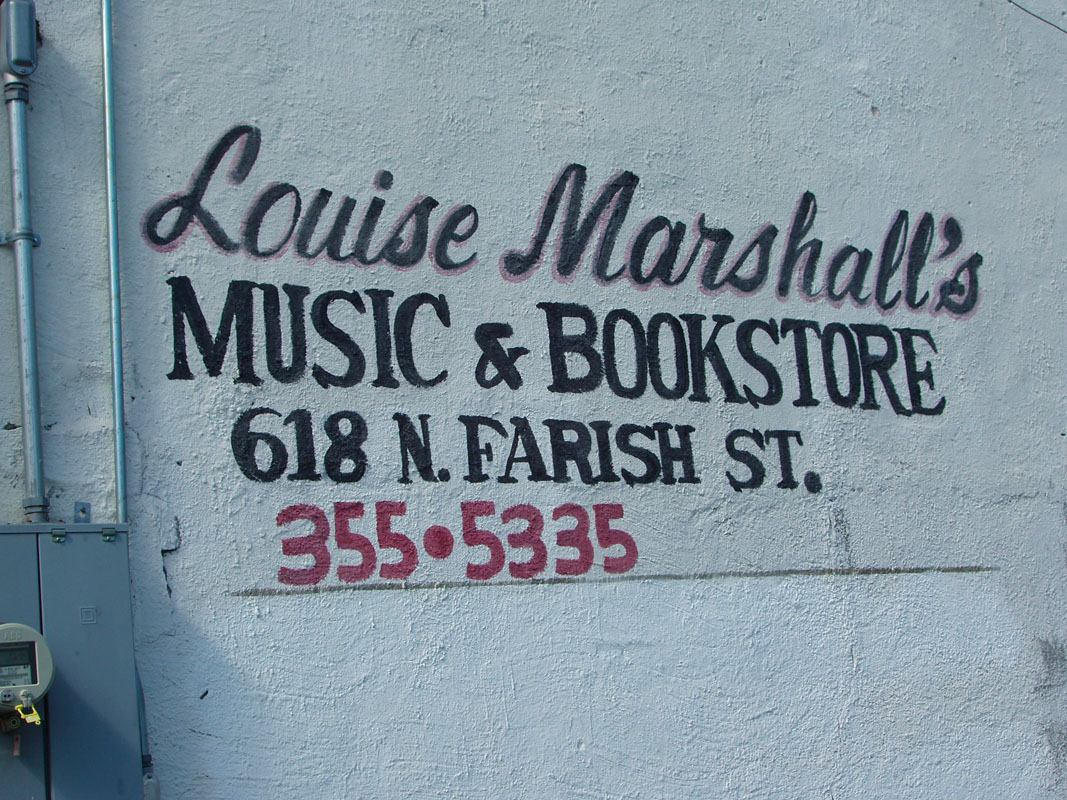 Louise Marshall's
MUSIC & BOOKSTORE
618 N. FARISH ST.
355•5335